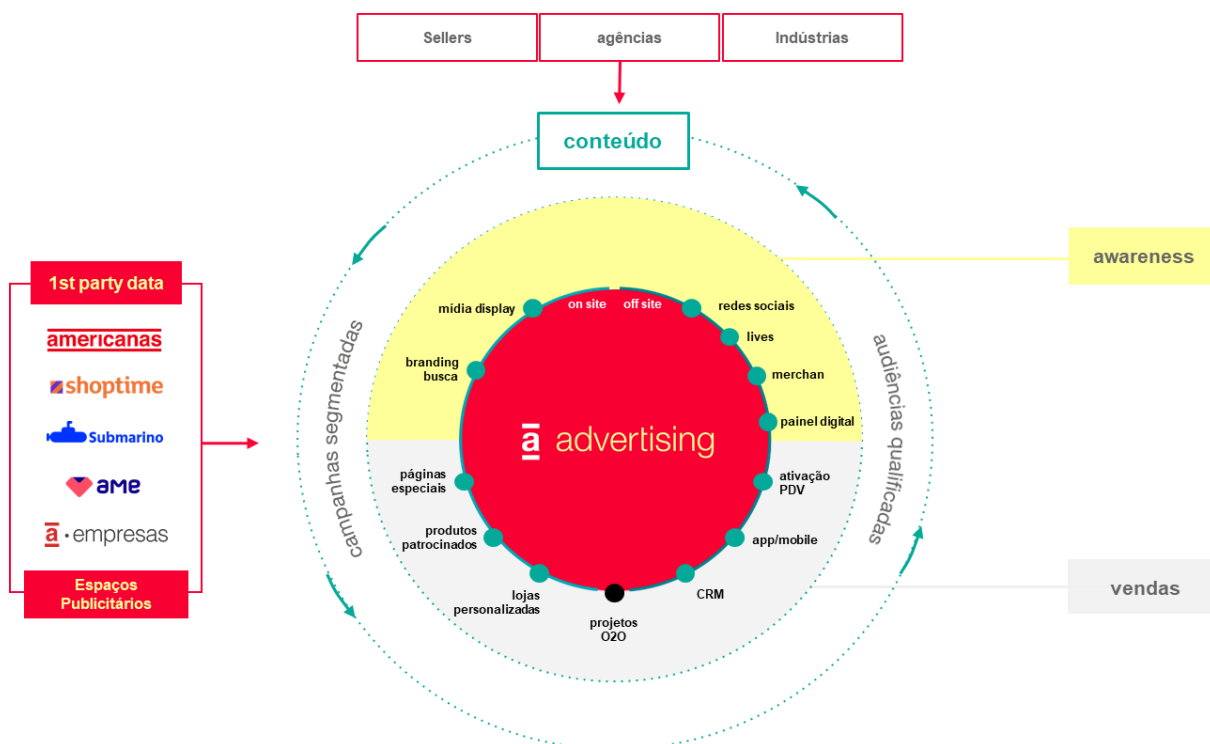 Sellers
agências
Indústrias
conteúdo
awareness
1st party data
americanas
shoptime
Submarino
AME
a · empresas
Espaços
Publicitários
campanhas segmentadas
audiências qualificadas
on site
off site
mídia display
redes sociais
lives
branding
busca
merchan
painel digital
a advertising
páginas
especiais
ativação
PDV
produtos
patrocinados
app/mobile
lojas
personalizadas
CRM
projetos
O2O
vendas